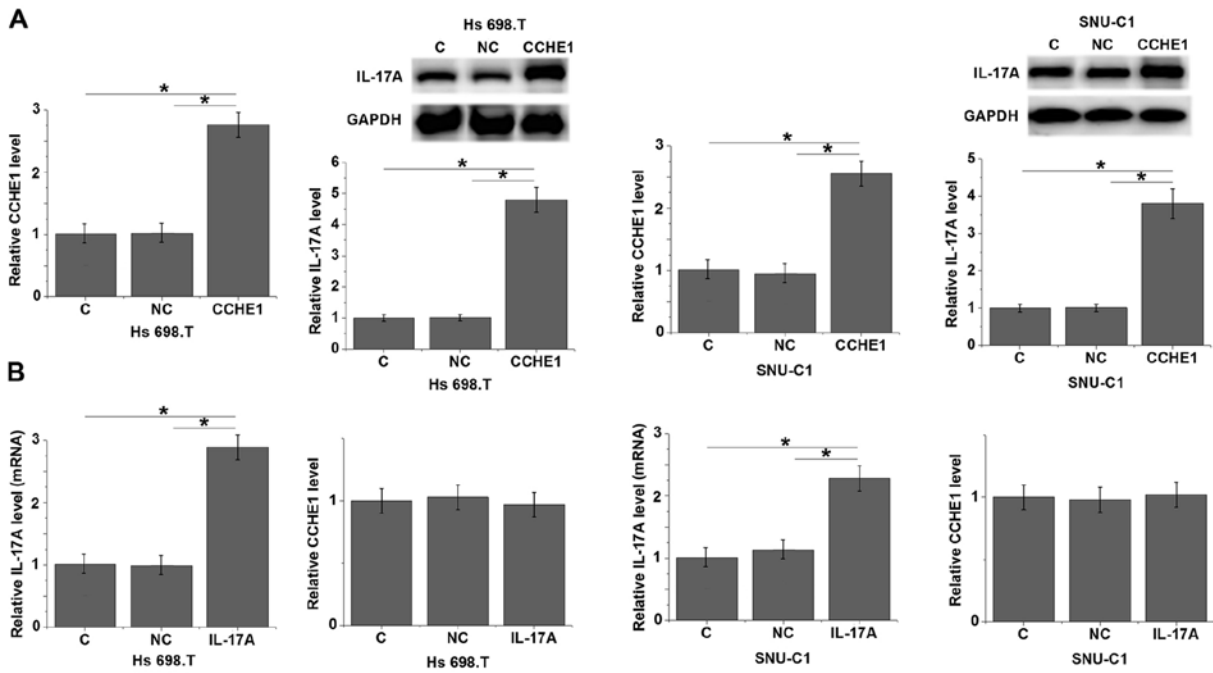 A
Hs 698.T
C NC CCHE1
IL-17A
GAPDH
SNU-C1
C NC CCHE1
IL-17A
GAPDH
Relative CCHE1 level
3
2
1
0
* *
C NC CCHE1
Hs 698.T
Relative IL-17A level
6
5
4
3
2
1
0
* *
C NC CCHE1
Hs 698.T
Relative CCHE1 level
3
2
1
0
* *
C NC CCHE1
SNU-C1
Relative IL-17A level
5
4
3
2
1
0
* *
C NC CCHE1
SNU-C1
B
Relative IL-17A level (mRNA)
3
2
1
0
* *
C NC IL-17A
Hs 698.T
Relative CCHE1 level
1
0
C NC IL-17A
Hs 698.T
Relative IL-17A level (mRNA)
3
2
1
0
* *
C NC IL-17A
SNU-C1
Relative CCHE1 level
1
0
C NC IL-17A
SNU-C1